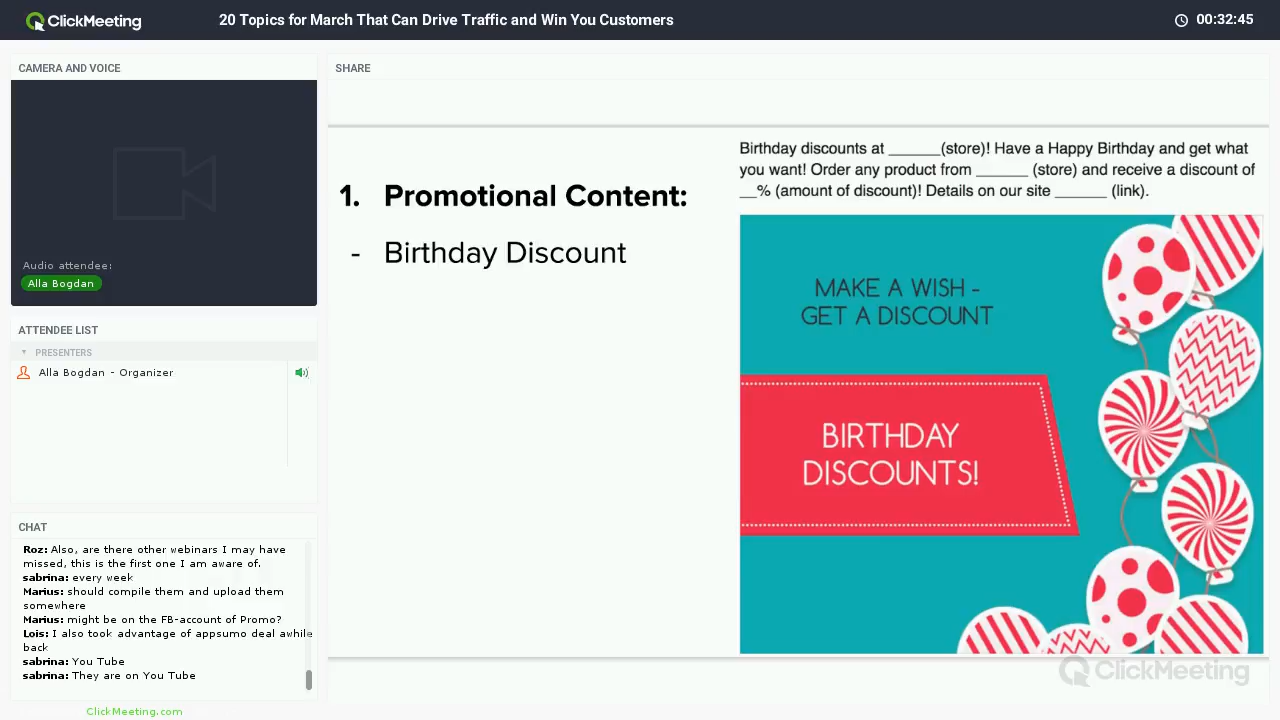 ClickMeeting
20 Topics for March That Can Drive Traffic and Win You Customers
00:32:45
CAMERA AND VOICE
Audio attendee:
Alla Bogdan
ATTENDEE LIST
PRESENTERS
Alla Bogdan - Organizer
CHAT
Roz: Also, are there other webinars I may have
missed, this is the first one I am aware of.
sabrina: every week
Marius: should compile them and upload them
somewhere
Marius: might be on the FB-account of Promo?
Lois: I also took advantage of appsumo deal awhile
back
sabrina: You Tube
sabrina: They are on You Tube
ClickMeeting.com
SHARE
1. Promotional Content:
- Birthday Discount
Birthday discounts at ______(store)! Have a Happy Birthday and get what
you want! Order any product from ______ (store) and receive a discount of
__% (amount of discount)! Details on our site ______ (link).
MAKE A WISH -
GET A DISCOUNT
BIRTHDAY
DISCOUNTS!
ClickMeeting